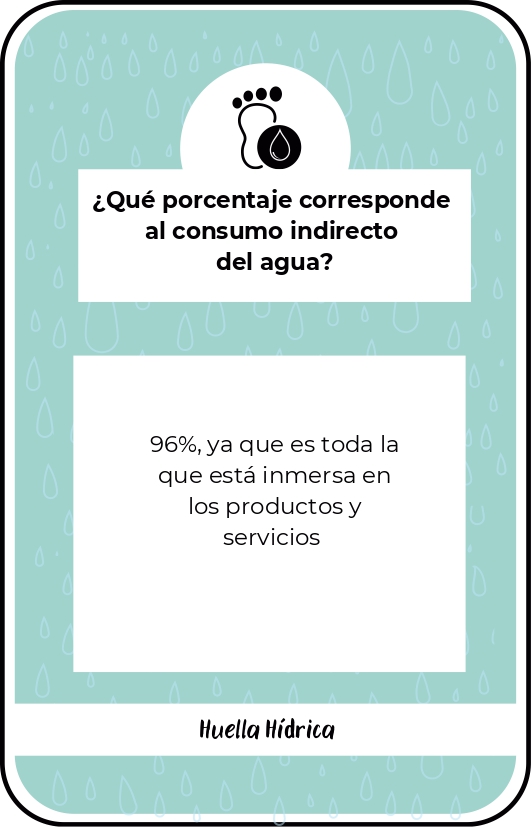 ¿Qué porcentaje corresponde
al consumo indirecto
del agua?
96%, ya que es toda la
que está inmersa en
los productos y
servicios
Huella Hídrica